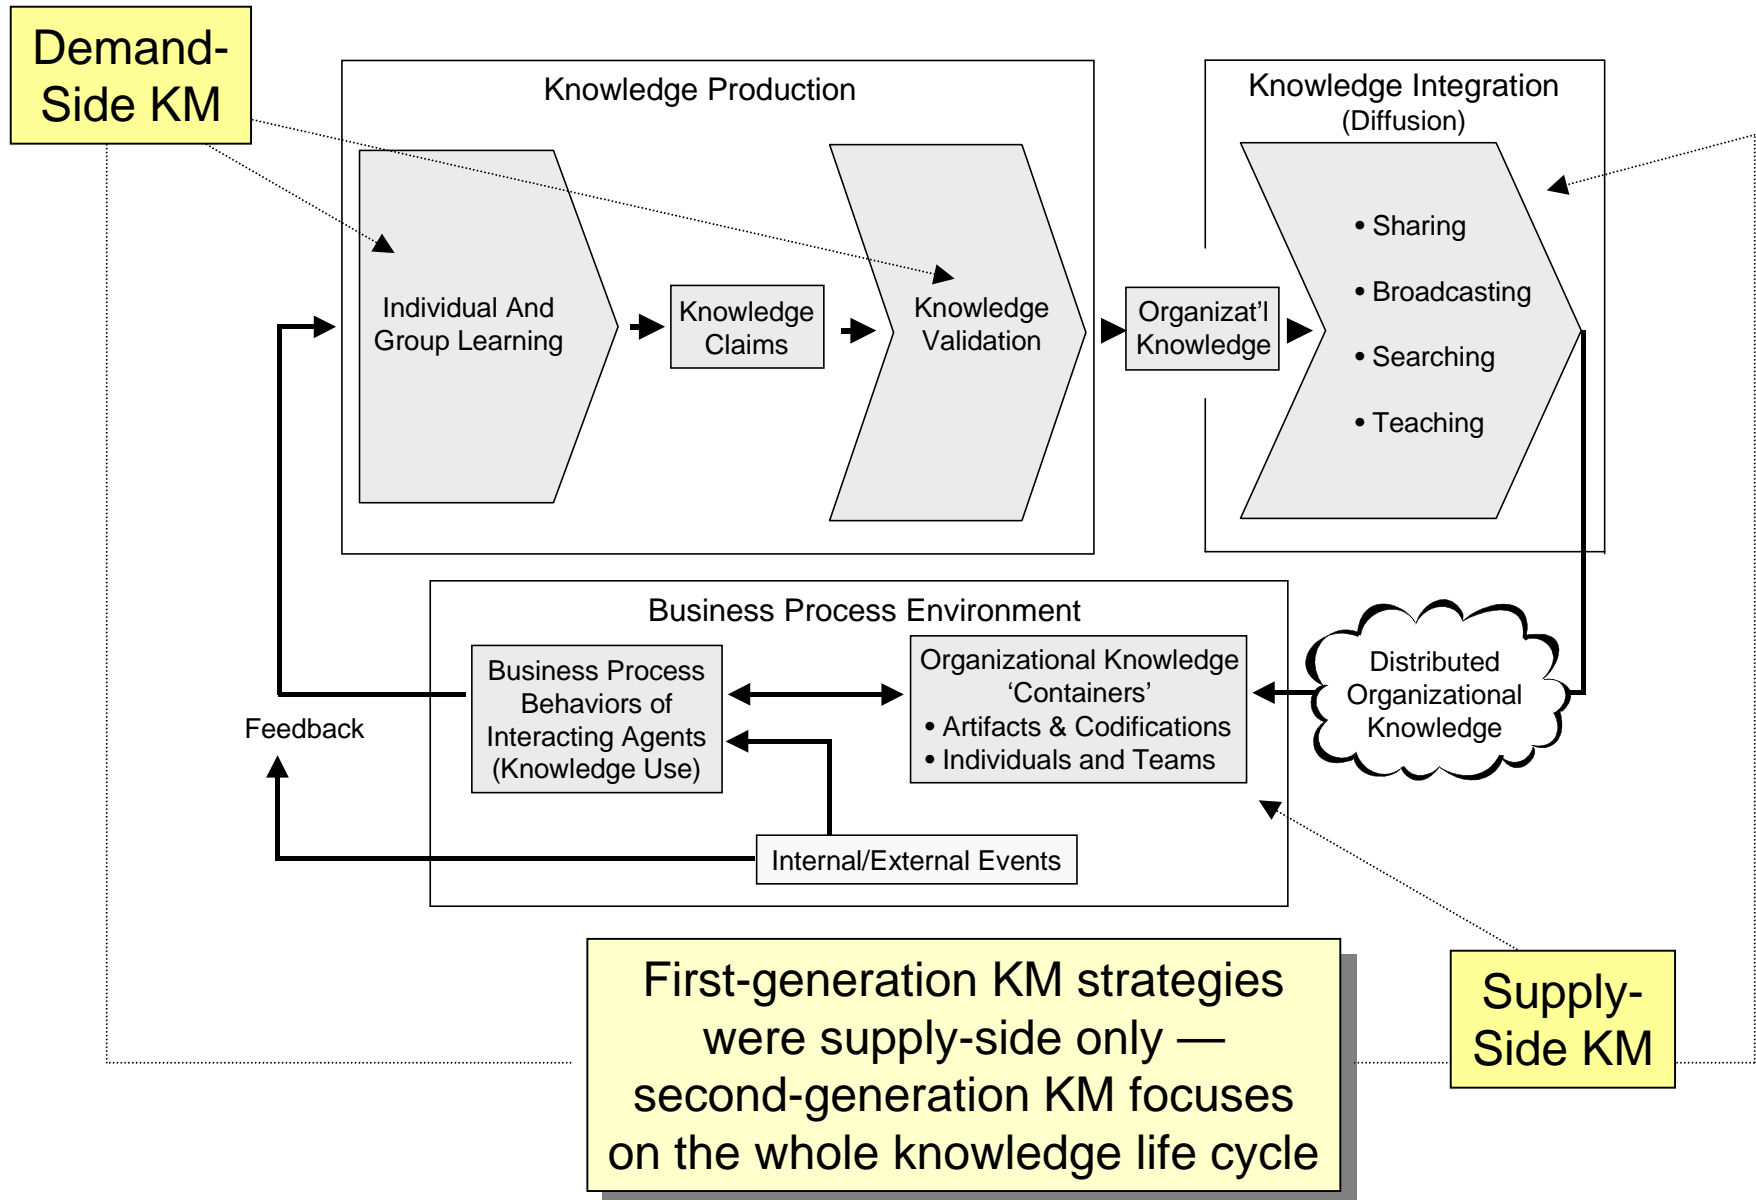 Demand-
Side KM
Knowledge Production
Knowledge Integration
(Diffusion)
Individual And
Group Learning
Knowledge
Claims
Knowledge
Validation
Organizat’l
Knowledge
• Sharing
• Broadcasting
• Searching
• Teaching
Business Process Environment
Business Process
Behaviors of
Interacting Agents
(Knowledge Use)
Organizational Knowledge
‘Containers’
• Artifacts & Codifications
• Individuals and Teams
Distributed
Organizational
Knowledge
Feedback
Internal/External Events
First-generation KM strategies
were supply-side only —
second-generation KM focuses
on the whole knowledge life cycle
Supply-
Side KM